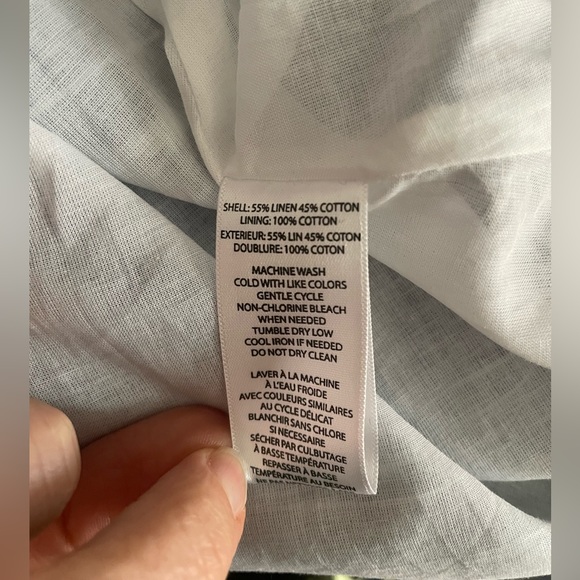 SHELL: 55% LINEN 45% COTTON
LINING: 100% COTTON
EXTERIEUR: 55% LIN 45% COTON
DOUBLURE: 100% COTON
MACHINE WASH
COLD WITH LIKE COLORS
GENTLE CYCLE
NON-CHLORINE BLEACH
WHEN NEEDED
TUMBLE DRY LOW
COOL IRON IF NEEDED
DO NOT DRY CLEAN
LAVER À LA MACHINE
À L'EAU FROIDE
AVEC COULEURS SIMILAIRES
AU CYCLE DÉLICAT
BLANCHIR SANS CHLORE
SI NECESSAIRE
SÉCHER PAR CULBUTAGE
À BASSE TEMPÉRATURE
REPASSER À BASSE
TEMPÉRATURE AU BESOIN
NE PAS